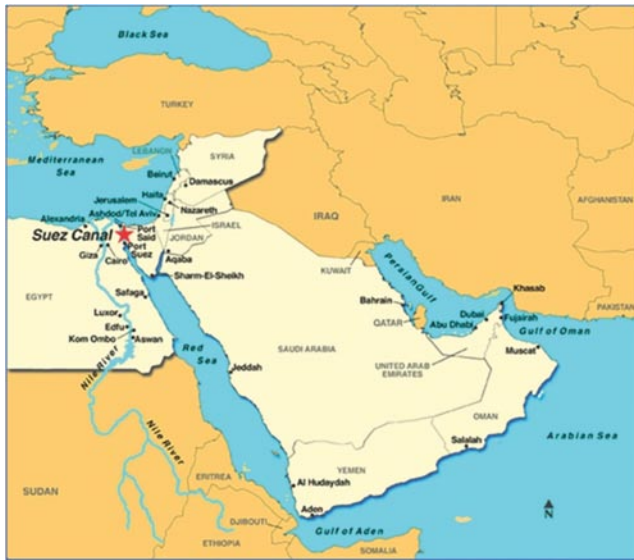 Black Sea
TURKEY
Mediterranean
Sea
LEBANON
SYRIA
Beirut
Damascus
Haifa
Jerusalem
Nazareth
Ashdod/Tel Aviv
Alexandria
Port
Said
ISRAEL
Suez Canal
JORDAN
Port
Suez
Giza
Cairo
Aqaba
Sharm-El-Sheikh
IRAN
AFGHANISTAN
IRAQ
KUWAIT
Persian Gulf
PAKISTAN
EGYPT
Safaga
Bahrain
QATAR
Khasab
Dubai
Abu Dhabi
Fujairah
Gulf of Oman
Luxor
Edfu
Kom Ombo
Aswan
Red
Sea
SAUDI ARABIA
UNITED ARAB
EMIRATES
Muscat
Jeddah
Nile River
Nile River
OMAN
Salalah
Arabian Sea
SUDAN
ERITREA
YEMEN
Al Hudaydah
Aden
N
DJIBOUTI
Gulf of Aden
ETHIOPIA
SOMALIA